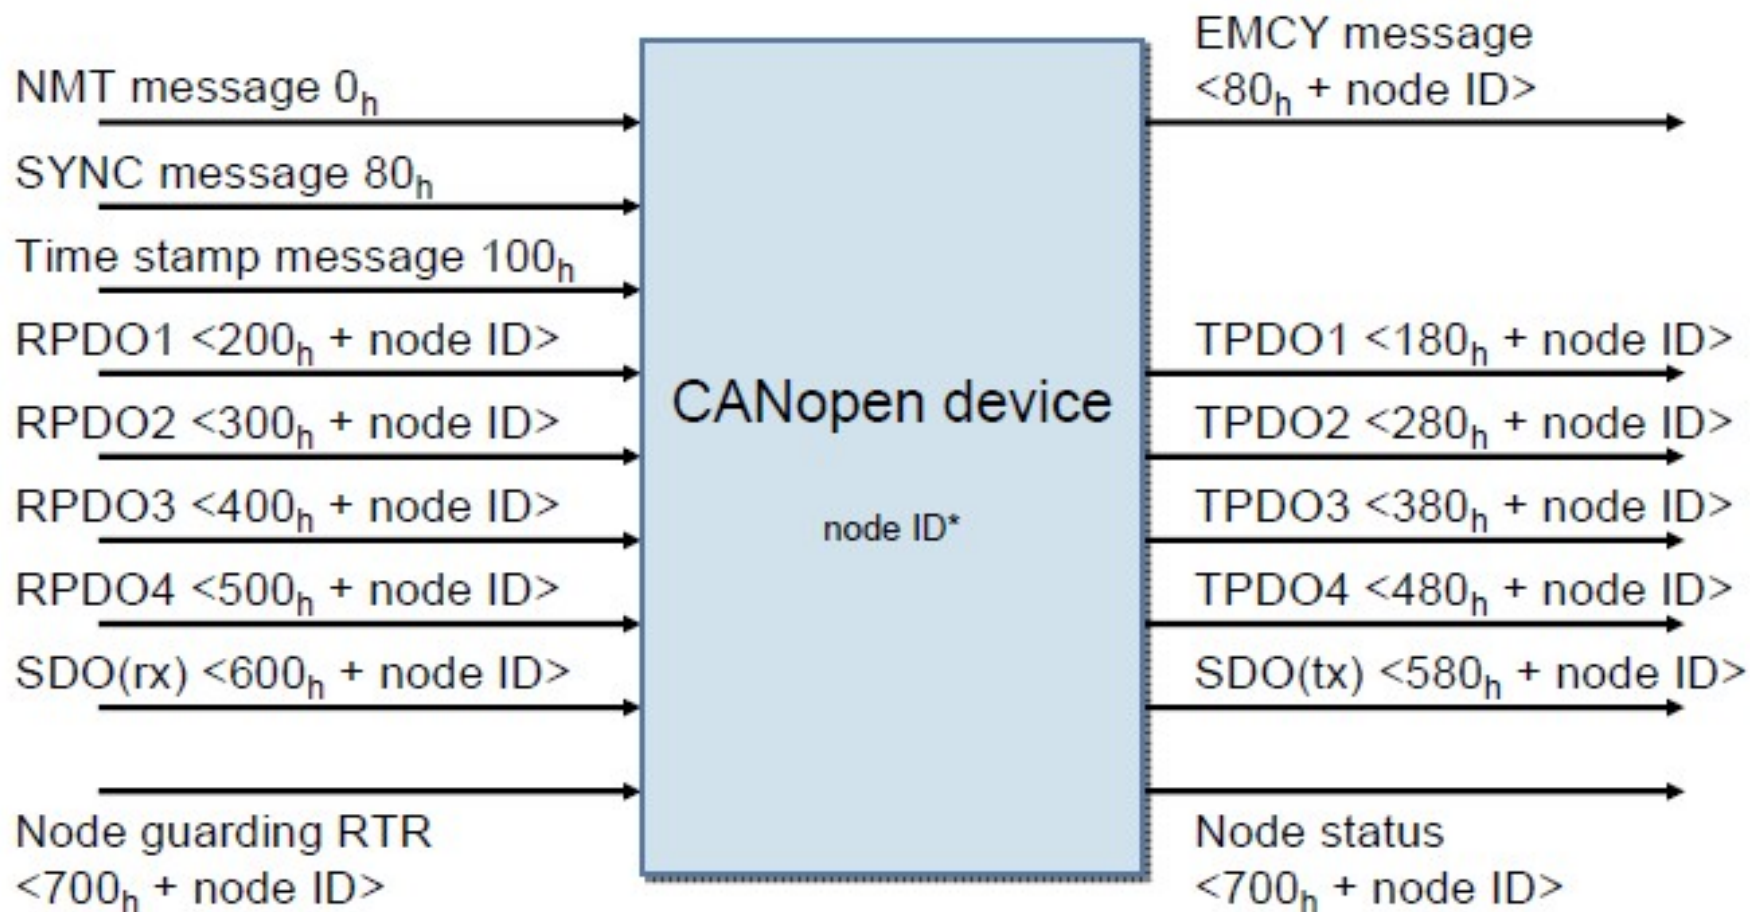 NMT message 0h
SYNC message 80h
Time stamp message 100h
RPDO1 <200h + node ID>
RPDO2 <300h + node ID>
RPDO3 <400h + node ID>
RPDO4 <500h + node ID>
SDO(rx) <600h + node ID>
Node guarding RTR
<700h + node ID>
CANopen device
node ID*
EMCY message
<80h + node ID>
TPDO1 <180h + node ID>
TPDO2 <280h + node ID>
TPDO3 <380h + node ID>
TPDO4 <480h + node ID>
SDO(tx) <580h + node ID>
Node status
<700h + node ID>